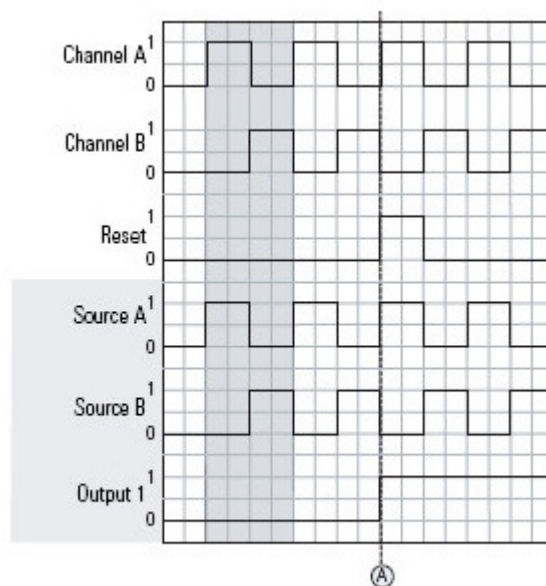 Channel A 1
0
Channel B 1
0
Reset 1
0
Source A 1
0
Source B 1
0
Output 1 1
0
A